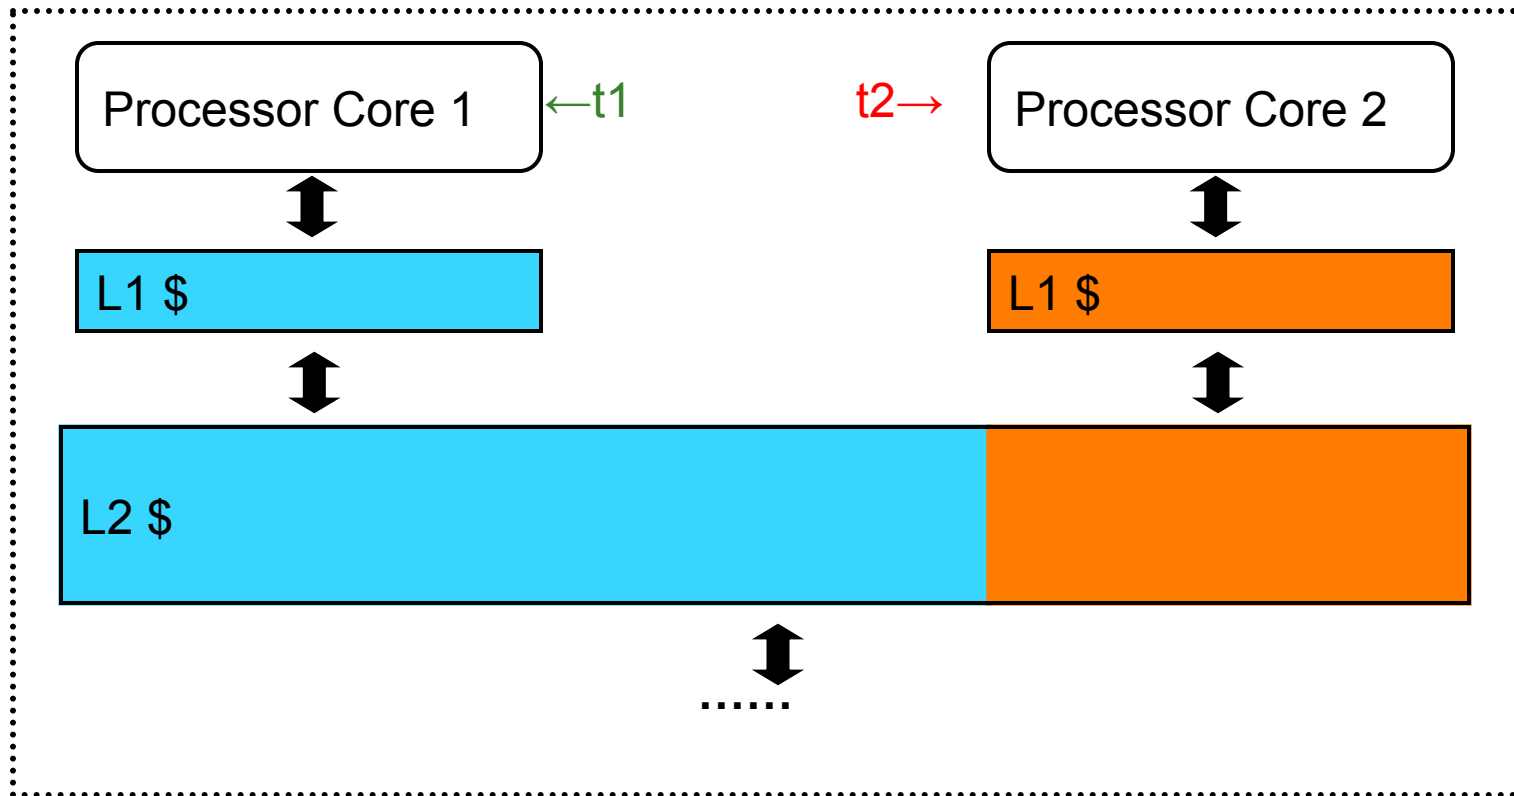 Processor Core 1
←t1
t2→
Processor Core 2
L1 $
L1 $
L2 $
......